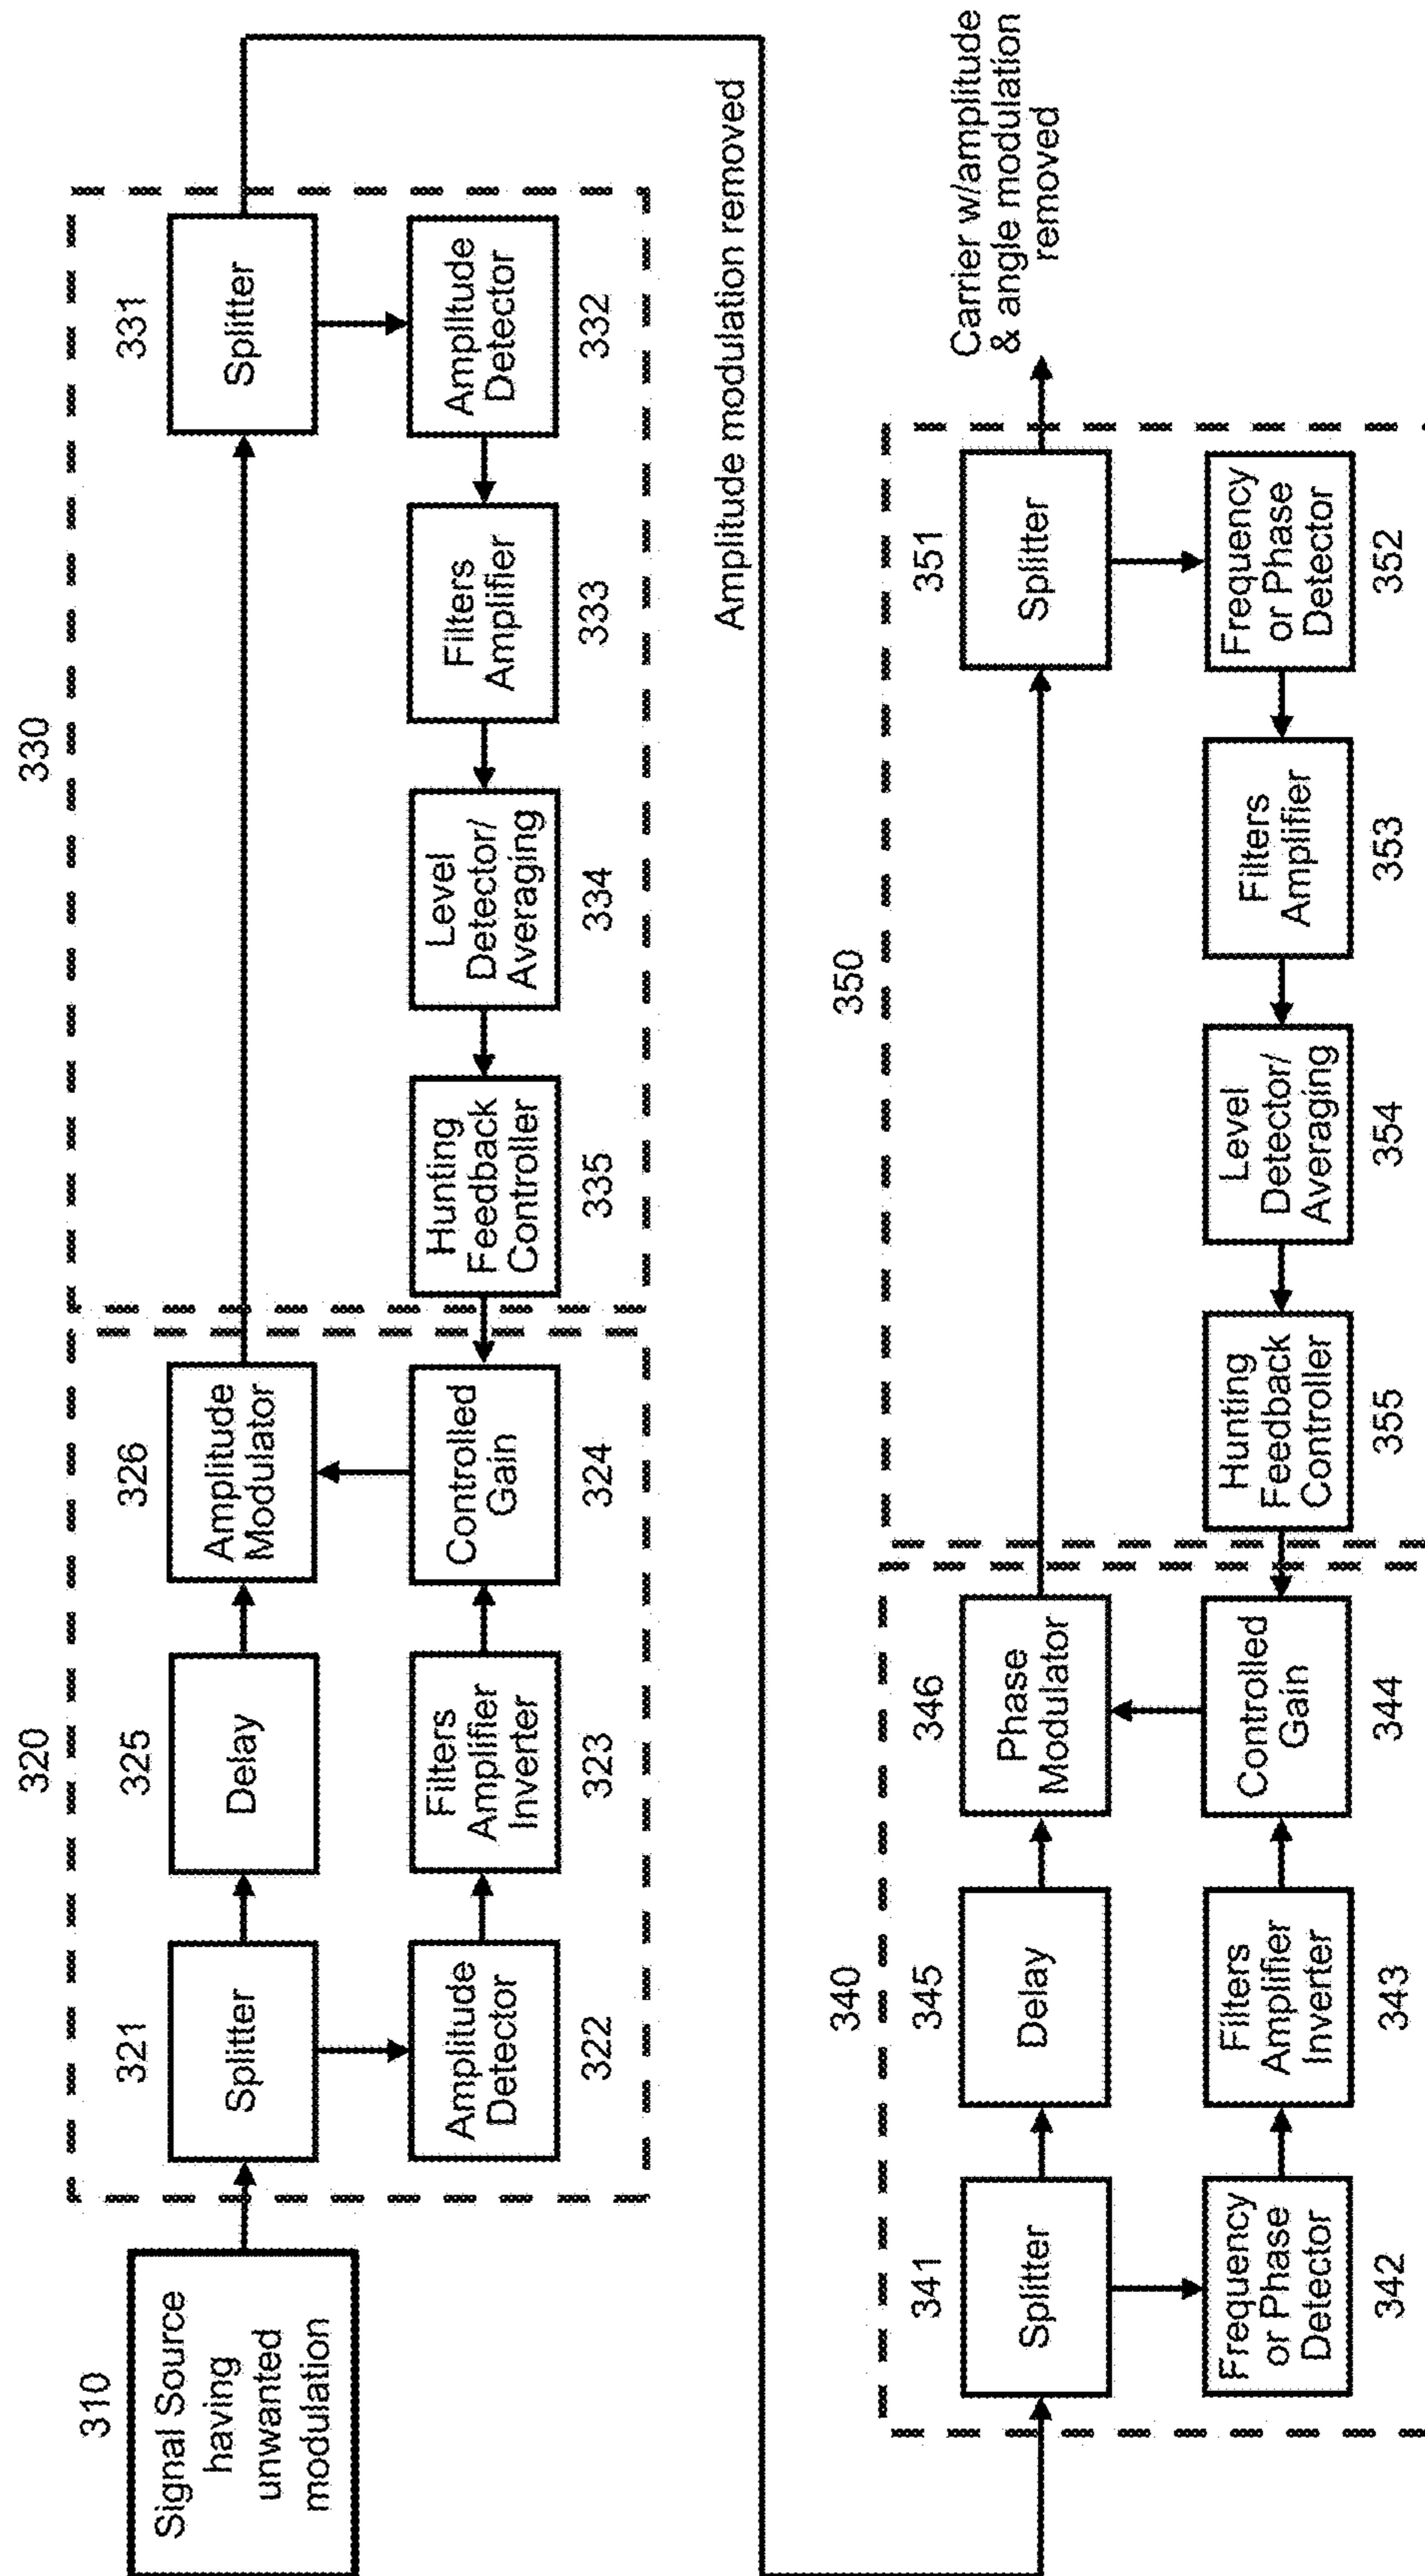 310
Signal Source
having
unwanted
modulation
320
321
Splitter
325
Delay
326
Amplitude
Modulator
Amplitude
Detector
322
Filters
Amplifier
Inverter
323
Controlled
Gain
324
330
331
Splitter
Hunting
Feedback
Controller
335
Level
Detector/
Averaging
334
Filters
Amplifier
333
Amplitude
Detector
332
Amplitude modulation removed
340
341
Splitter
345
Delay
346
Phase
Modulator
Frequency
or Phase
Detector
342
Filters
Amplifier
Inverter
343
Controlled
Gain
344
350
351
Splitter
Hunting
Feedback
Controller
355
Level
Detector/
Averaging
354
Filters
Amplifier
353
Frequency
or Phase
Detector
352
Carrier w/amplitude
& angle modulation
removed